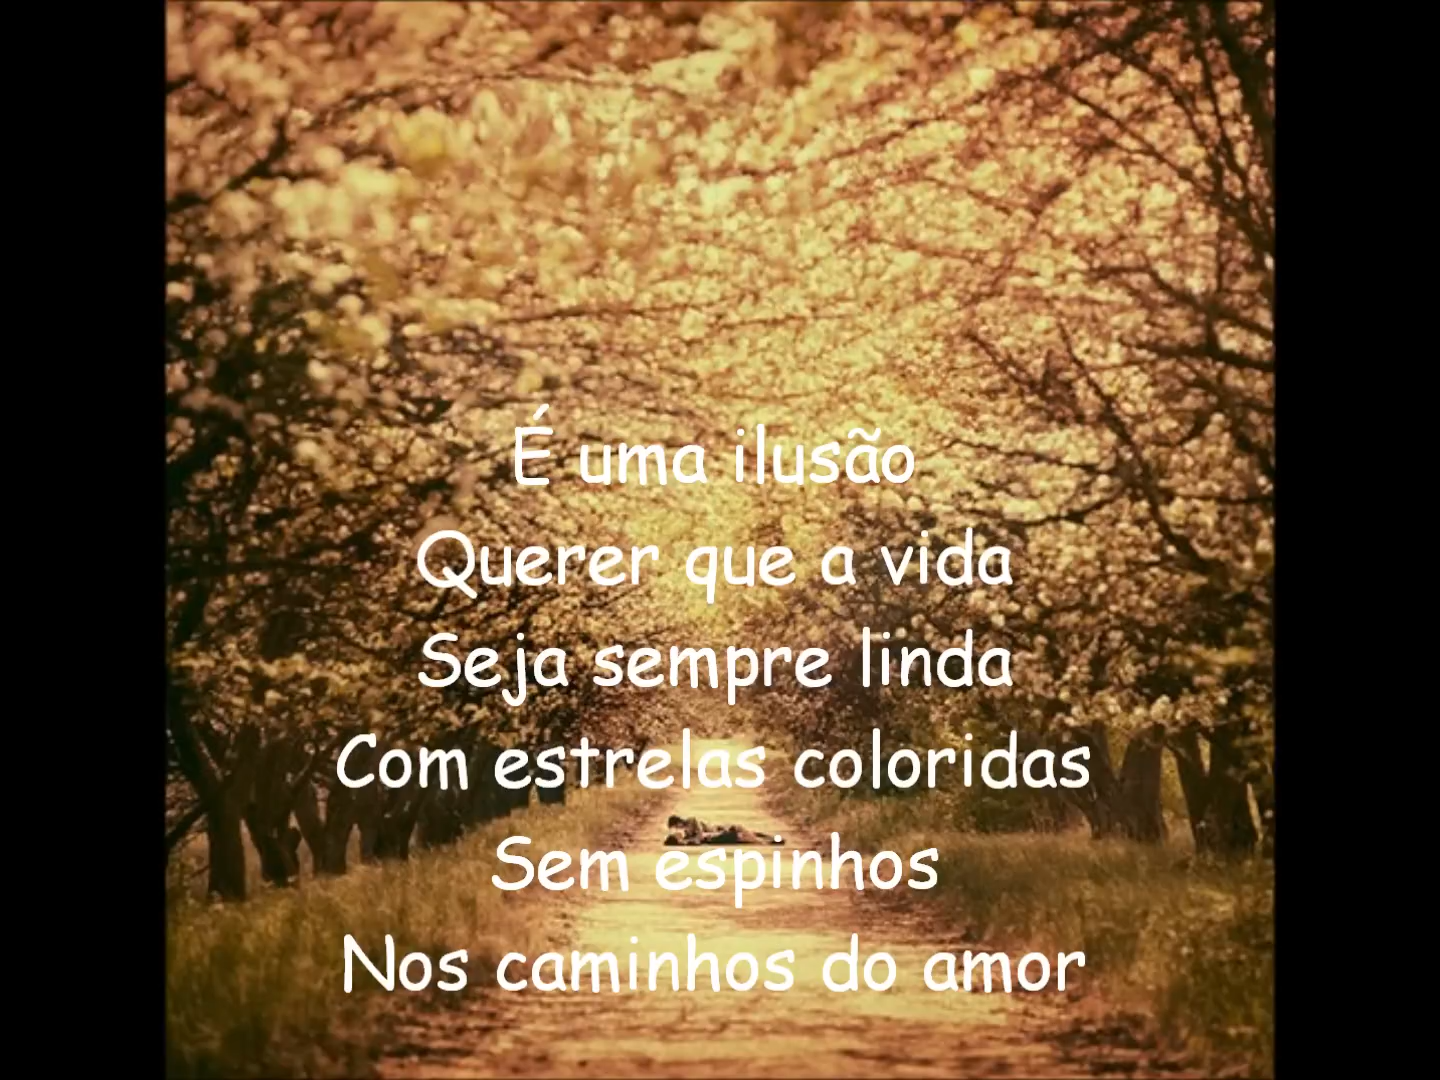 É uma ilusão
Querer que a vida
Seja sempre linda
Com estrelas coloridas
Sem espinhos
Nos caminhos do amor